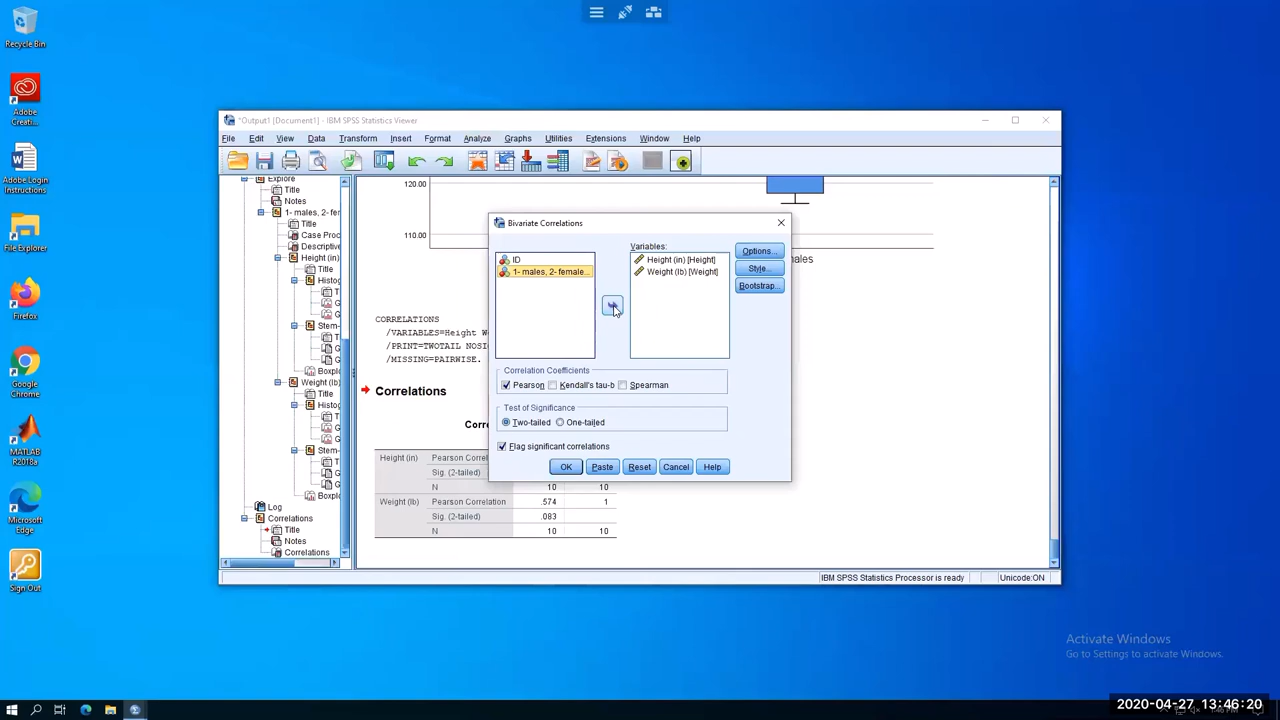 Recycle Bin
Adobe
Creati...
Adobe Login
Instructions
File Explorer
Firefox
Google
Chrome
MATLAB
R2018a
Microsoft
Edge
Sign Out
*Output1 [Document1] - IBM SPSS Statistics Viewer
File Edit View Data Transform Insert Format Analyze Graphs Utilities Extensions Window Help
Explore
Title
Notes
1- males, 2- fe
Title
Case Proc
Descriptive
Height (in)
Title
Histog
Stem-
Boxplo
Weight (lb)
Title
Histog
Stem-
Boxplo
Log
Correlations
Title
Notes
Correlations
120.00
110.00
males
CORRELATIONS
/VARIABLES=Height W
/PRINT=TWOTAIL NOSI
/MISSING=PAIRWISE.
Correlations
Corre
Height (in) Pearson Correl
Sig. (2-tailed)
N 10 10
Weight (lb) Pearson Correlation .574 1
Sig. (2-tailed) .083
N 10 10
Bivariate Correlations
ID
1- males, 2- female...
Variables:
Height (in) [Height]
Weight (lb) [Weight]
Options...
Style...
Bootstrap...
Correlation Coefficients
Pearson Kendall's tau-b Spearman
Test of Significance
Two-tailed One-tailed
Flag significant correlations
OK Paste Reset Cancel Help
IBM SPSS Statistics Processor is ready Unicode:ON
Activate Windows
Go to Settings to activate Windows.
2020-04-27 13:46:20